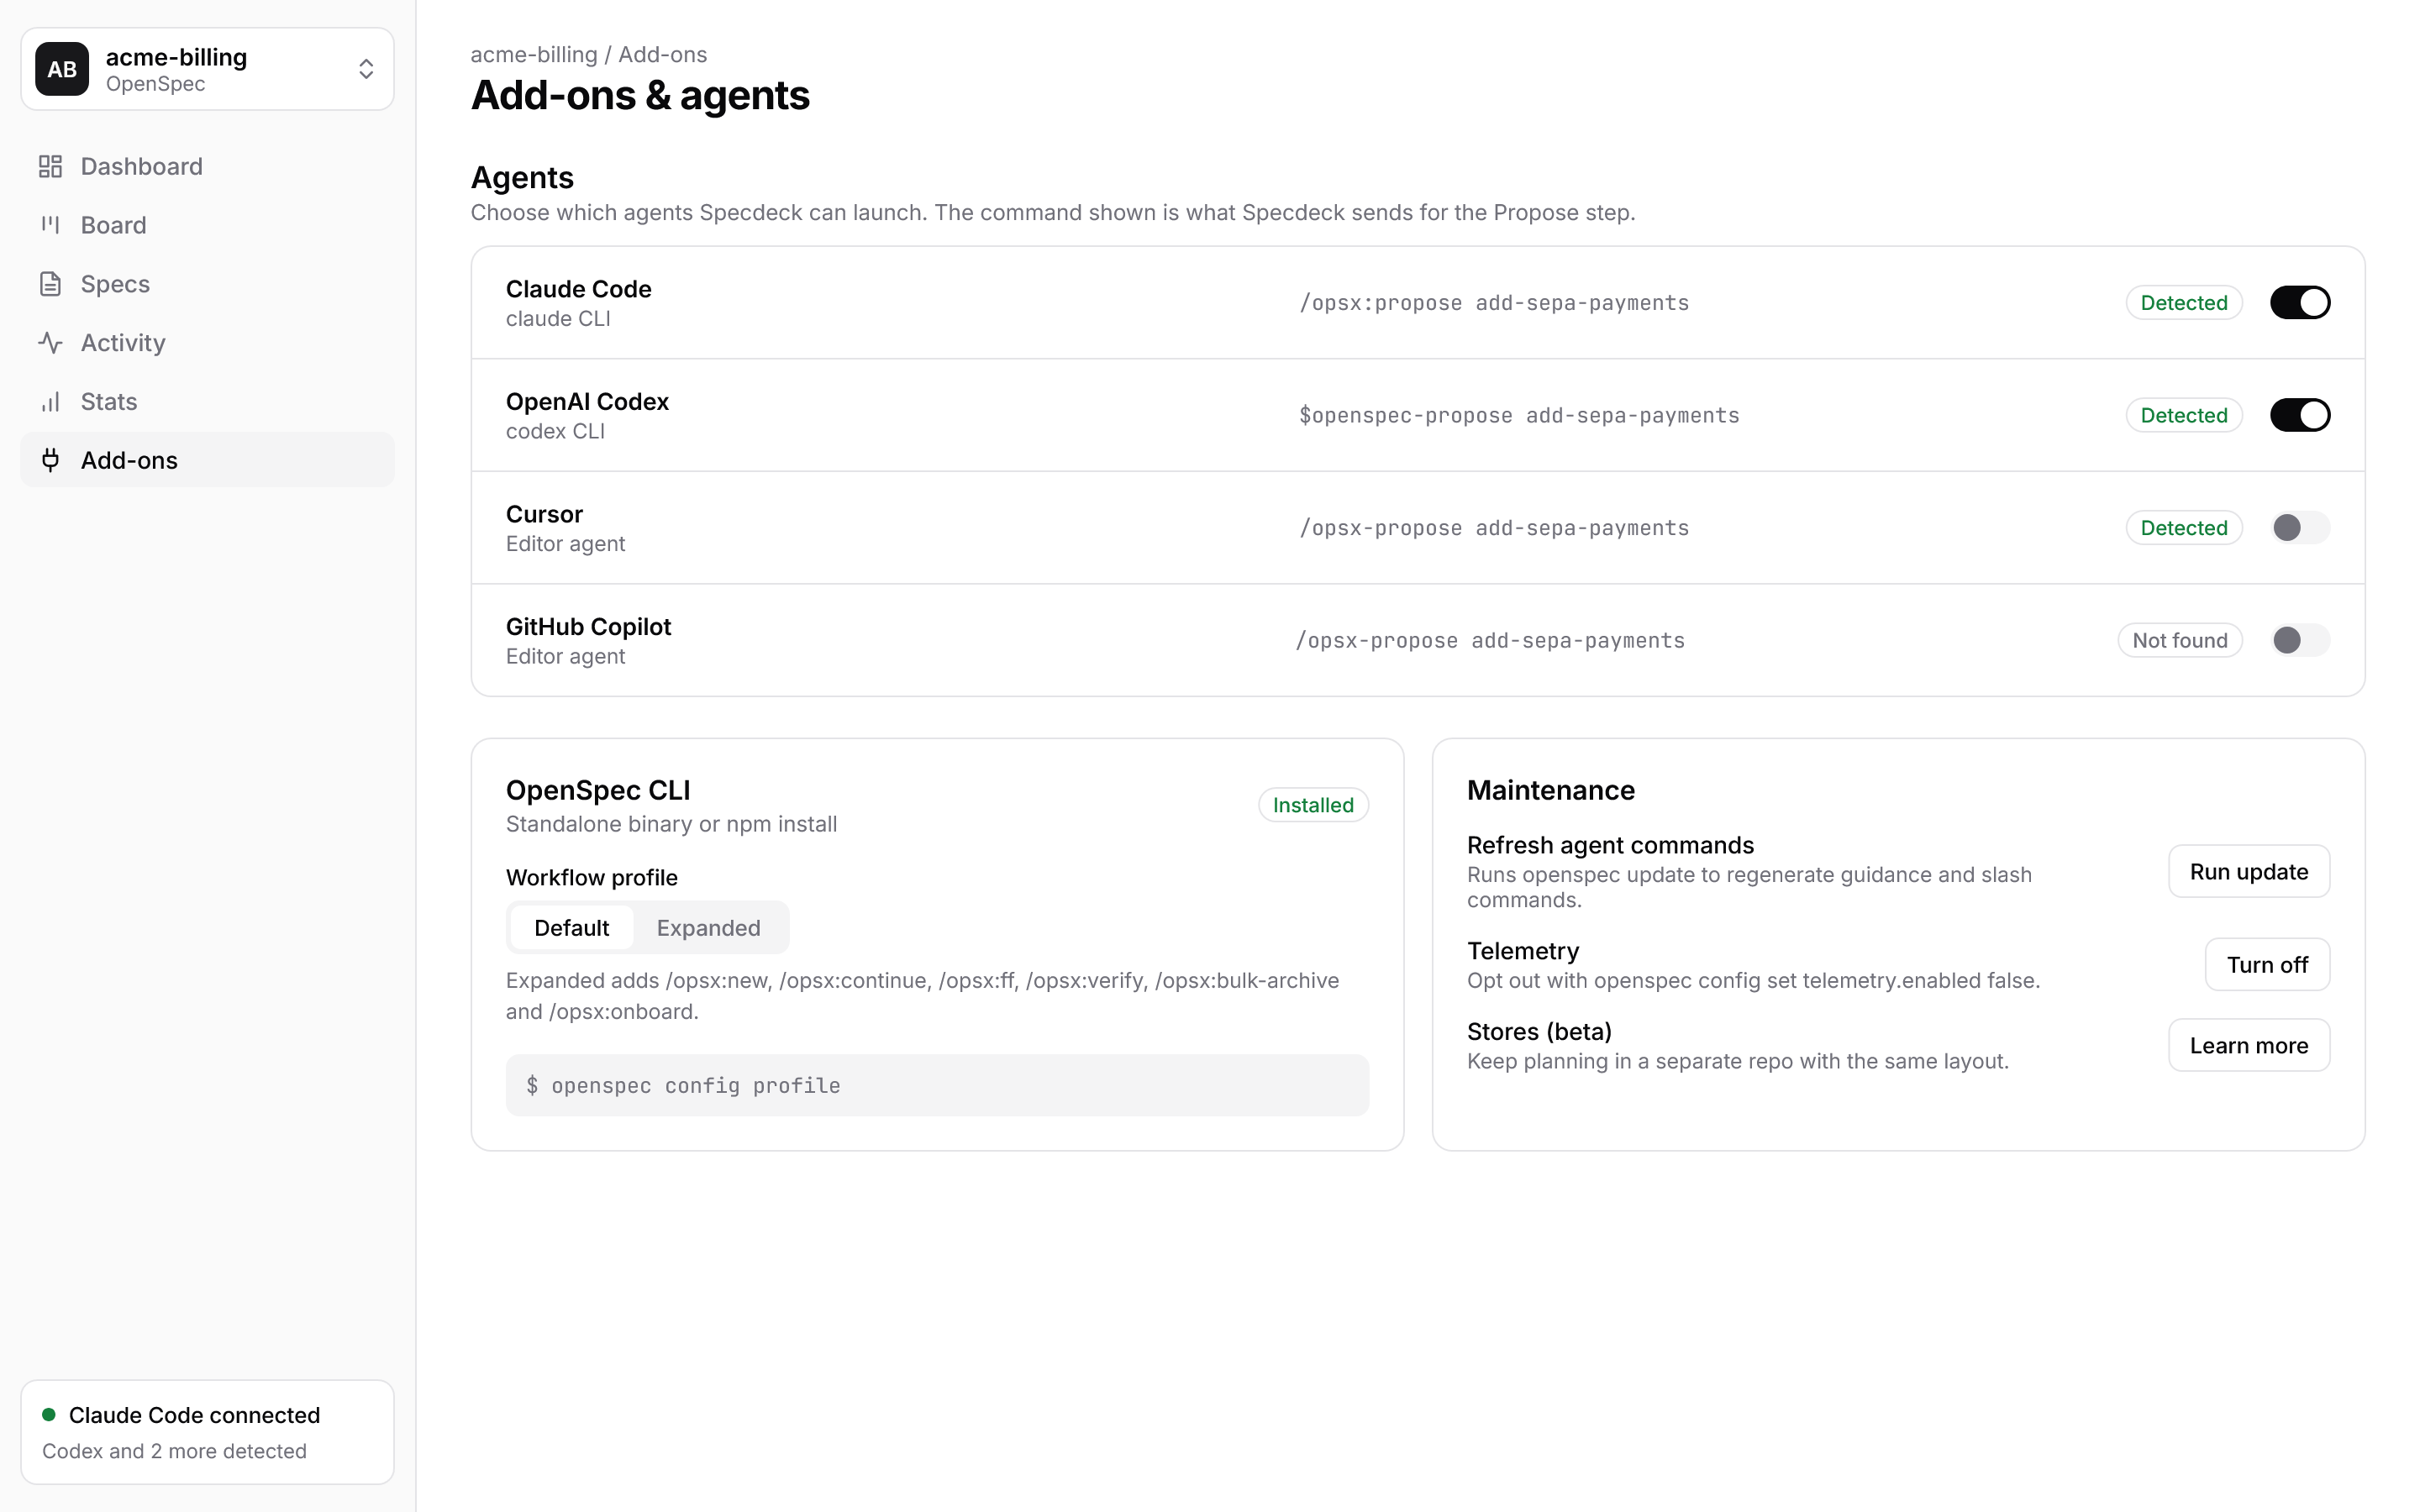 AB
acme-billing
OpenSpec
Dashboard
Board
Specs
Activity
Stats
Add-ons
Claude Code connected
Codex and 2 more detected
acme-billing / Add-ons
Add-ons & agents
Agents
Choose which agents Specdeck can launch. The command shown is what Specdeck sends for the Propose step.
Claude Code
claude CLI
/opsx:propose add-sepa-payments
Detected
OpenAI Codex
codex CLI
$openspec-propose add-sepa-payments
Detected
Cursor
Editor agent
/opsx-propose add-sepa-payments
Detected
GitHub Copilot
Editor agent
/opsx-propose add-sepa-payments
Not found
OpenSpec CLI
Standalone binary or npm install
Installed
Workflow profile
Default
Expanded
Expanded adds /opsx:new, /opsx:continue, /opsx:ff, /opsx:verify, /opsx:bulk-archive
and /opsx:onboard.
$ openspec config profile
Maintenance
Refresh agent commands
Runs openspec update to regenerate guidance and slash
commands.
Run update
Telemetry
Opt out with openspec config set telemetry.enabled false.
Turn off
Stores (beta)
Keep planning in a separate repo with the same layout.
Learn more